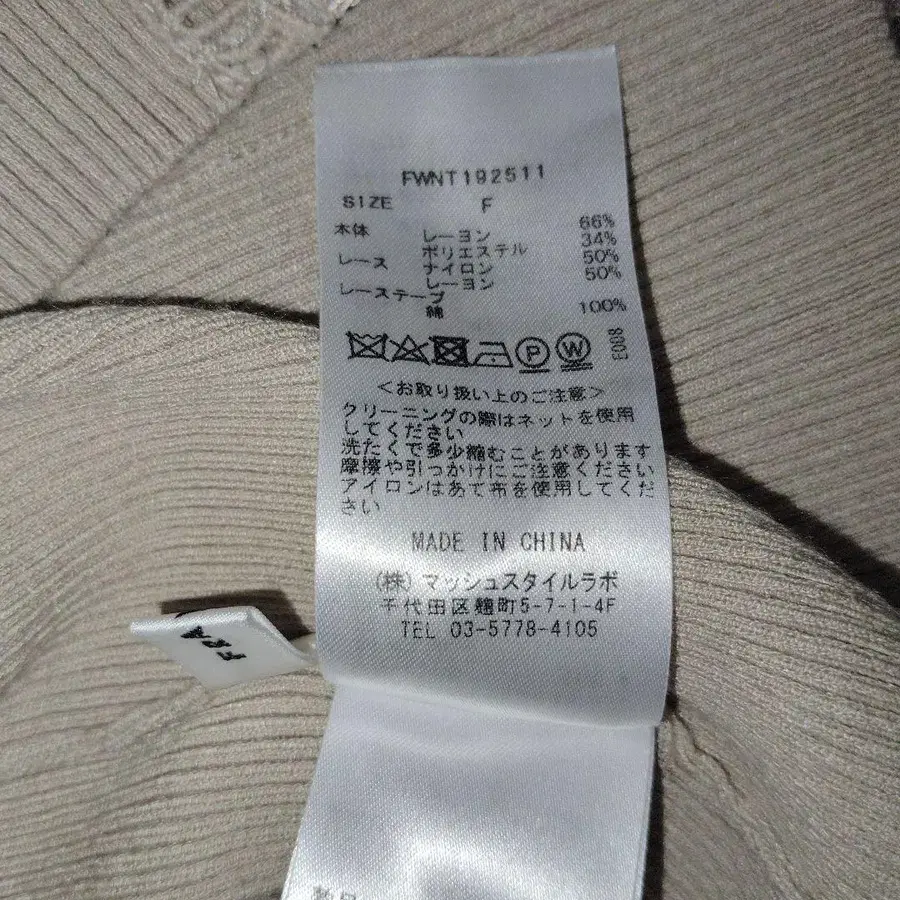 FWNT192511
SIZE F
本体 レーヨン 66%
ポリエステル 34%
レース ナイロン 50%
レーヨン 50%
レーステープ
綿 100%
P W E008
<お取り扱い上のご注意>
クリーニングの際はネットを使用
してください
洗たくで多少縮むことがあります
摩擦や引っかけにご注意ください
アイロンはあて布を使用してくだ
さい
MADE IN CHINA
(株)マッシュスタイルラボ
千代田区麹町5-7-1-4F
TEL 03-5778-4105
FRA